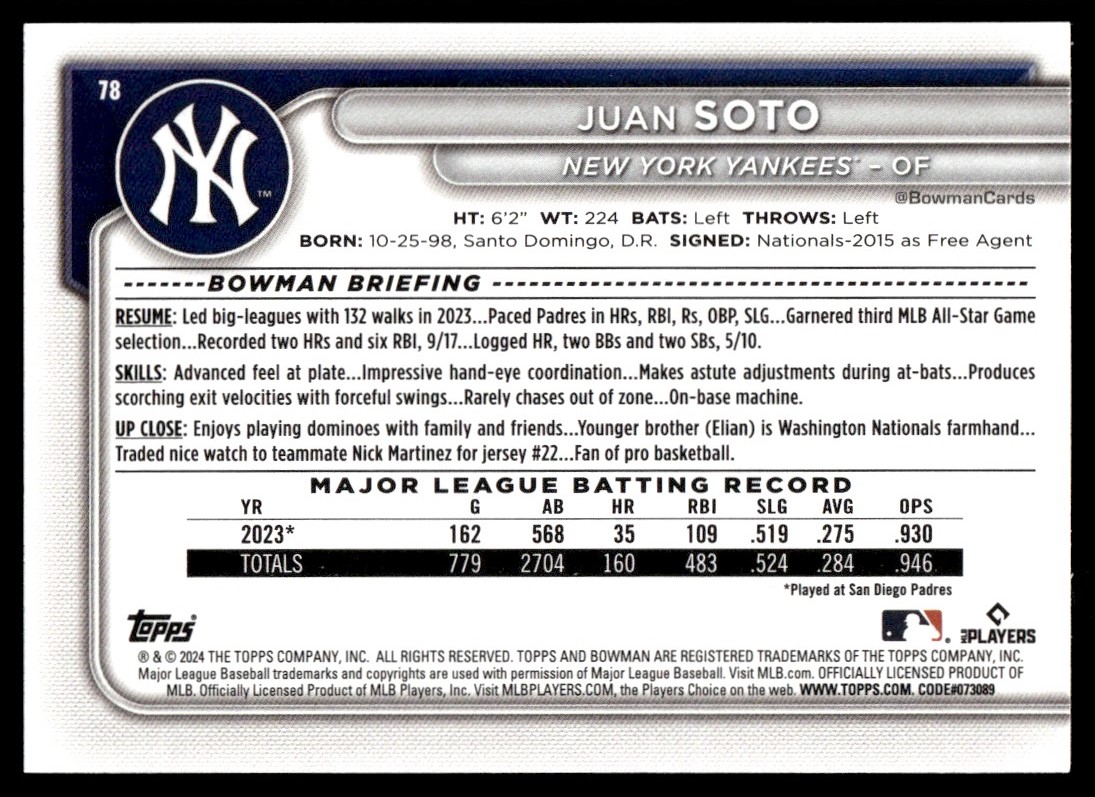 78
NY
™
JUAN SOTO
NEW YORK YANKEES™ – OF
@BowmanCards
HT: 6'2" WT: 224 BATS: Left THROWS: Left
BORN: 10-25-98, Santo Domingo, D.R. SIGNED: Nationals-2015 as Free Agent
BOWMAN BRIEFING
RESUME: Led big-leagues with 132 walks in 2023...Paced Padres in HRs, RBI, Rs, OBP, SLG...Garnered third MLB All-Star Game
selection...Recorded two HRs and six RBI, 9/17...Logged HR, two BBs and two SBs, 5/10.
SKILLS: Advanced feel at plate...Impressive hand-eye coordination...Makes astute adjustments during at-bats...Produces
scorching exit velocities with forceful swings...Rarely chases out of zone...On-base machine.
UP CLOSE: Enjoys playing dominoes with family and friends...Younger brother (Elian) is Washington Nationals farmhand...
Traded nice watch to teammate Nick Martinez for jersey #22...Fan of pro basketball.
MAJOR LEAGUE BATTING RECORD
YR G AB HR RBI SLG AVG OPS
2023* 162 568 35 109 .519 .275 .930
TOTALS 779 2704 160 483 .524 .284 .946
*Played at San Diego Padres
Topps®
MLB PLAYERS
® & © 2024 THE TOPPS COMPANY, INC. ALL RIGHTS RESERVED. TOPPS AND BOWMAN ARE REGISTERED TRADEMARKS OF THE TOPPS COMPANY, INC.
Major League Baseball trademarks and copyrights are used with permission of Major League Baseball. Visit MLB.com. OFFICIALLY LICENSED PRODUCT OF
MLB. Officially Licensed Product of MLB Players, Inc. Visit MLBPLAYERS.COM, the Players Choice on the web. WWW.TOPPS.COM. CODE#073089